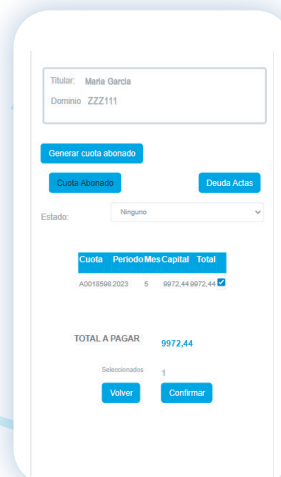 Titular: Maria Garcia
Dominio ZZZ111
Generar cuota abonado
Cuota Abonado Deuda Actas
Estado: Ninguno
Cuota Periodo Mes Capital Total
A0018598 2023 5 9972,44 9972,44
TOTAL A PAGAR 9972,44
Seleccionados 1
Volver Confirmar